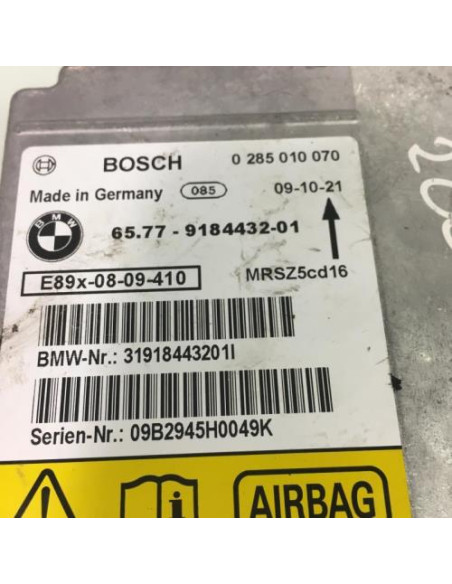 BOSCH 0 285 010 070
Made in Germany 085 09-10-21
BMW 65.77 - 9184432-01
E89x-08-09-410 MRSZ5cd16
BMW-Nr.: 31918443201I
Serien-Nr.: 09B2945H0049K
AIRBAG